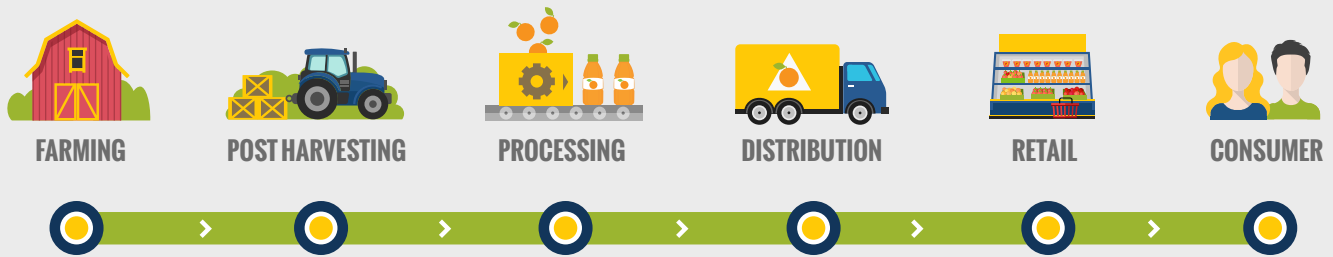 FARMING
POST HARVESTING
PROCESSING
DISTRIBUTION
RETAIL
CONSUMER